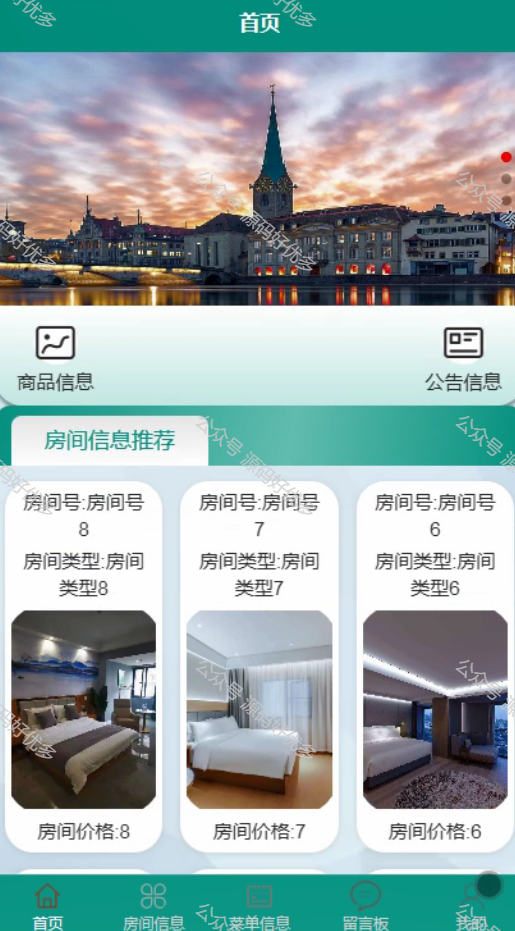 首页
商品信息
公告信息
房间信息推荐
房间号:房间号
8
房间类型:房间
类型8
房间价格:8
房间号:房间号
7
房间类型:房间
类型7
房间价格:7
房间号:房间号
6
房间类型:房间
类型6
房间价格:6
首页
房间信息
菜单信息
留言板
我的
公众号 源码好优多